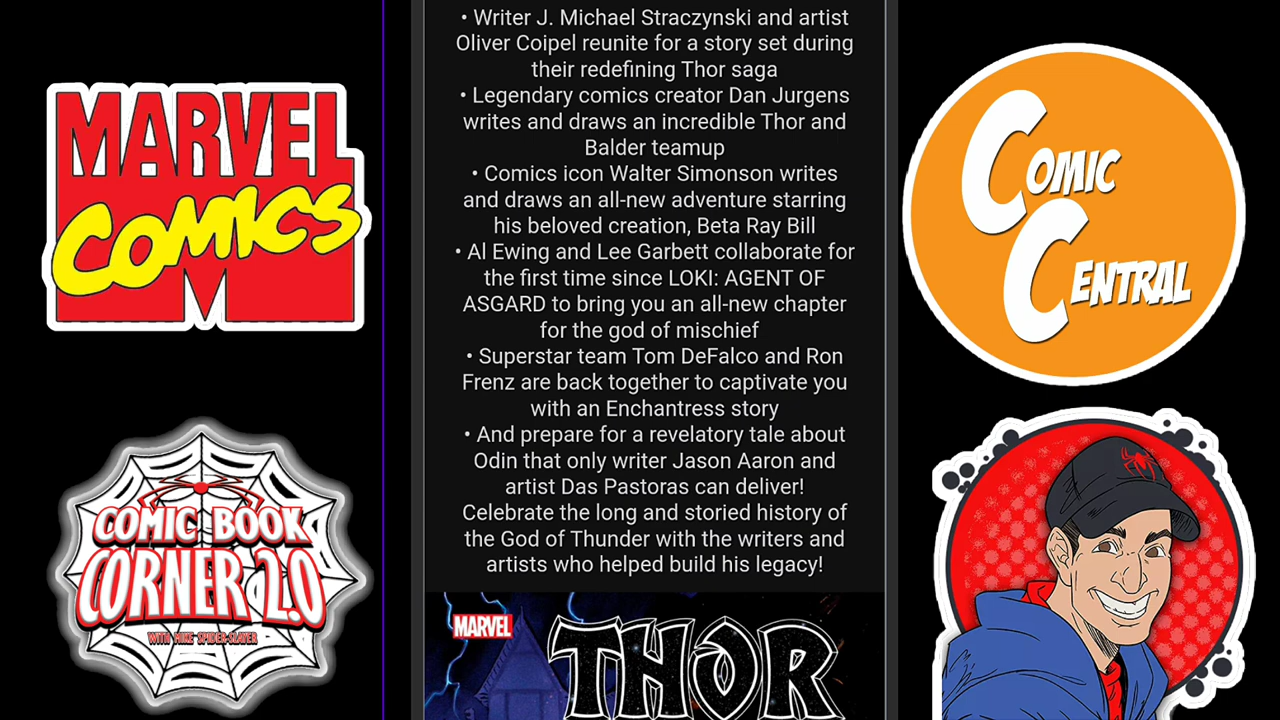 MARVEL
COMICS
COMIC BOOK
CORNER 2.0
WITH MIKE SPIDER-SLAYER
• Writer J. Michael Straczynski and artist
Oliver Coipel reunite for a story set during
their redefining Thor saga
• Legendary comics creator Dan Jurgens
writes and draws an incredible Thor and
Balder teamup
• Comics icon Walter Simonson writes
and draws an all-new adventure starring
his beloved creation, Beta Ray Bill
• Al Ewing and Lee Garbett collaborate for
the first time since LOKI: AGENT OF
ASGARD to bring you an all-new chapter
for the god of mischief
• Superstar team Tom DeFalco and Ron
Frenz are back together to captivate you
with an Enchantress story
• And prepare for a revelatory tale about
Odin that only writer Jason Aaron and
artist Das Pastoras can deliver!
Celebrate the long and storied history of
the God of Thunder with the writers and
artists who helped build his legacy!
MARVEL
THOR
COMIC
CENTRAL